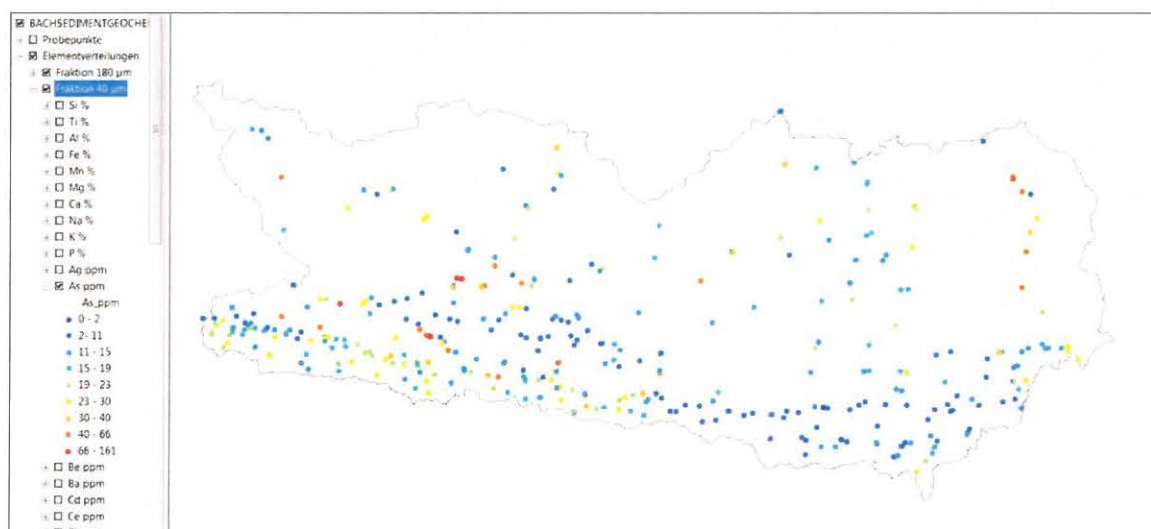 BACHSEDIMENTGEOCHE
Probepunkte
Elementverteilungen
Fraktion 180 µm
Fraktion 40 µm
Si %
Ti %
Al %
Fe %
Mn %
Mg %
Ca %
Na %
K %
P %
Ag ppm
As ppm
As_ppm
0 - 2
2 - 11
11 - 15
15 - 19
19 - 23
23 - 30
30 - 40
40 - 66
66 - 161
Be ppm
Ba ppm
Cd ppm
Ce ppm